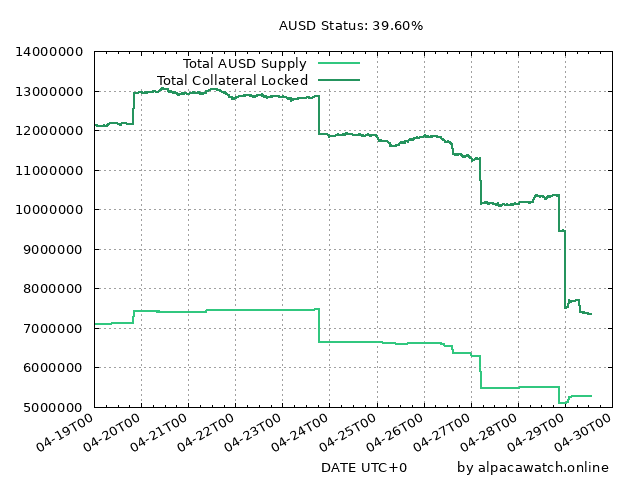 AUSD Status: 39.60%
14000000
Total AUSD Supply
Total Collateral Locked
13000000
12000000
11000000
10000000
9000000
8000000
7000000
6000000
5000000
04-19T00
04-20T00
04-21T00
04-22T00
04-23T00
04-24T00
04-25T00
04-26T00
04-27T00
04-28T00
04-29T00
04-30T00
DATE UTC+0
by alpacawatch.online